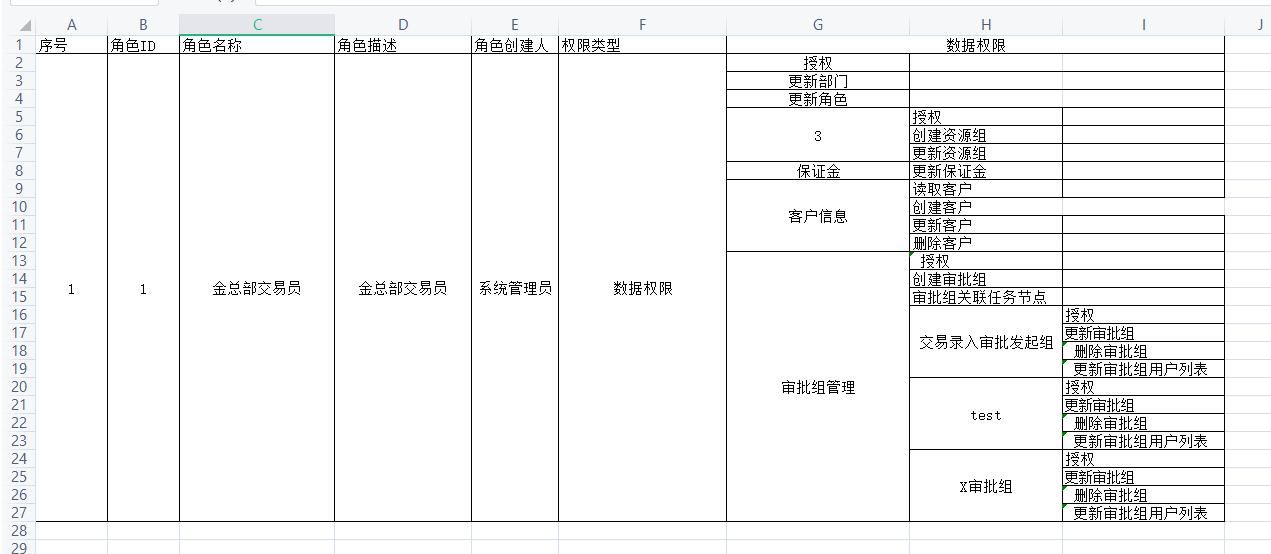 A B C D E F G H I J
1 序号 角色ID 角色名称 角色描述 角色创建人 权限类型 数据权限
2 授权
3 更新部门
4 更新角色
5 授权
6 3 创建资源组
7 更新资源组
8 保证金 更新保证金
9 读取客户
10 客户信息 创建客户
11 更新客户
12 删除客户
13 授权
14 1 1 金总部交易员 金总部交易员 系统管理员 数据权限 创建审批组
15 审批组关联任务节点
16 授权
17 交易录入审批发起组 更新审批组
18 删除审批组
19 更新审批组用户列表
20 审批组管理 授权
21 test 更新审批组
22 删除审批组
23 更新审批组用户列表
24 授权
25 X审批组 更新审批组
26 删除审批组
27 更新审批组用户列表
28
29